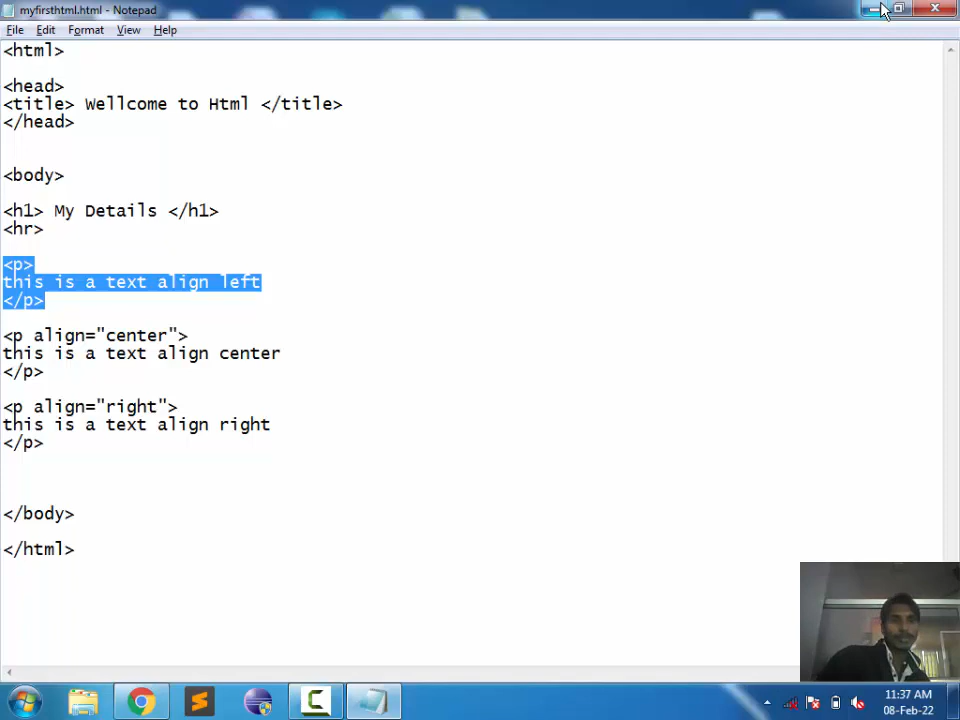 myfirsthtml.html - Notepad
File Edit Format View Help
<html>
<head>
<title> Wellcome to Html </title>
</head>
<body>
<h1> My Details </h1>
<hr>
<p>
this is a text align left
</p>
<p align="center">
this is a text align center
</p>
<p align="right">
this is a text align right
</p>
</body>
</html>
11:37 AM
08-Feb-22